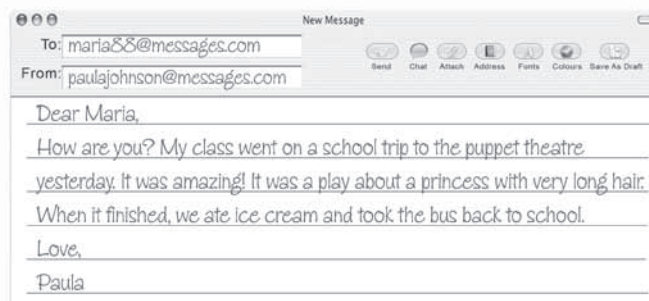 New Message
To: maria88@messages.com
From: paulajohnson@messages.com
Send Chat Attach Address Fonts Colours Save As Draft
Dear Maria,
How are you? My class went on a school trip to the puppet theatre
yesterday. It was amazing! It was a play about a princess with very long hair.
When it finished, we ate ice cream and took the bus back to school.
Love,
Paula